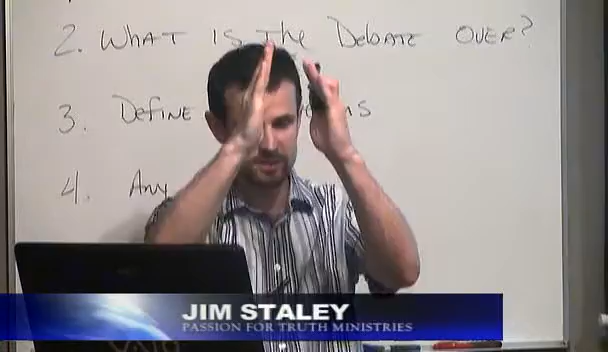 2. WHAT IS The DEBATE OVER?
3. DEFINE
4. Any
JIM STALEY
PASSION FOR TRUTH MINISTRIES